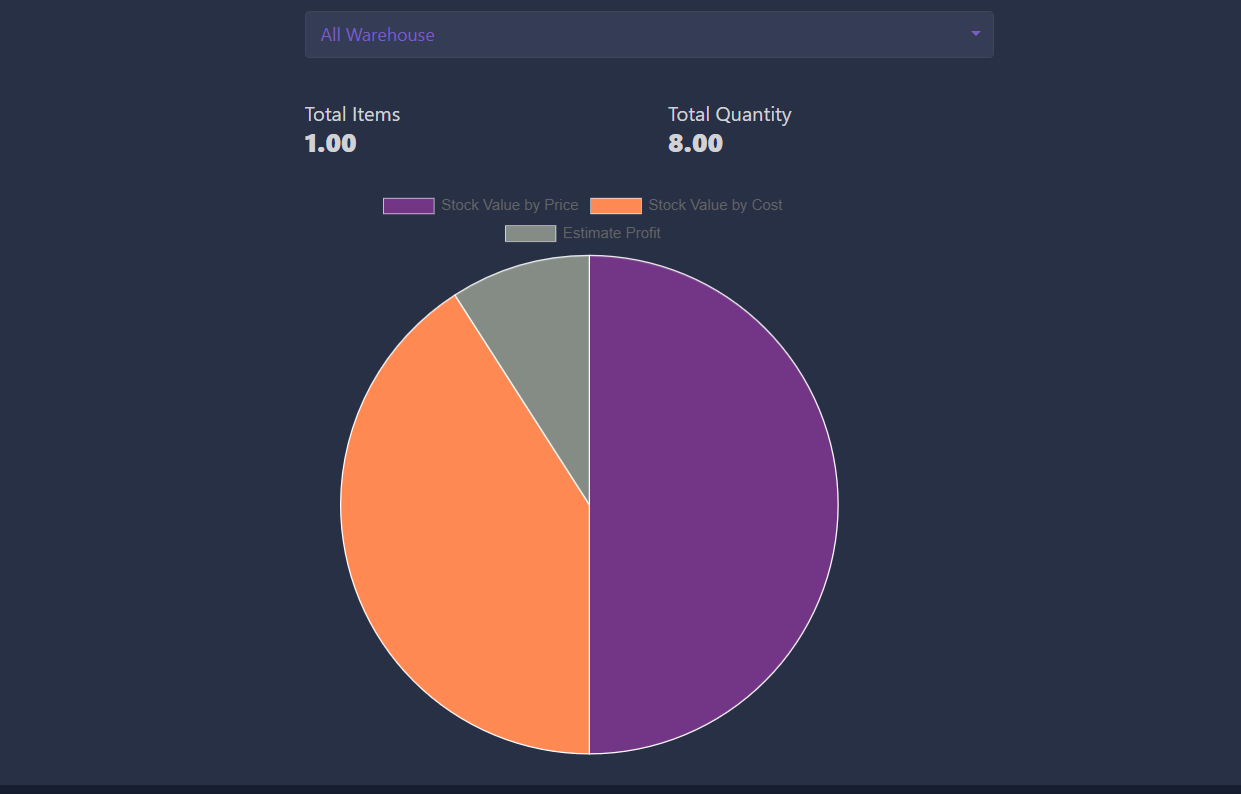 All Warehouse
Total Items
Total Quantity
1.00
8.00
Stock Value by Price
Stock Value by Cost
Estimate Profit